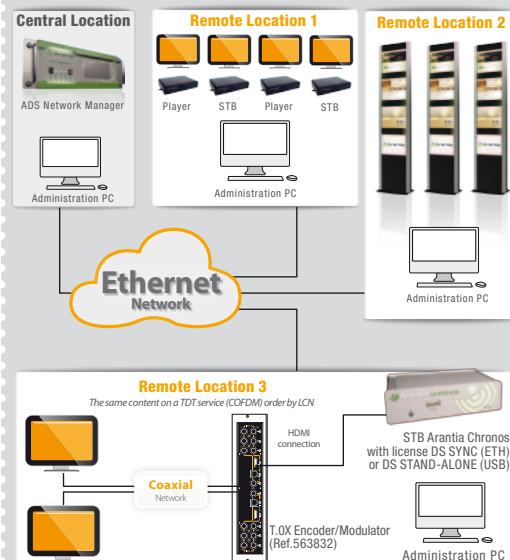 Central Location
ADS Network Manager
Administration PC
Remote Location 1
Player
STB
Player
STB
Administration PC
Remote Location 2
Administration PC
Ethernet
Network
Remote Location 3
The same content on a TDT service (COFDM) order by LCN
HDMI
connection
Coaxial
Network
T.0X Encoder/Modulator
(Ref.563832)
STB Arantia Chronos
with license DS SYNC (ETH)
or DS STAND-ALONE (USB)
Administration PC